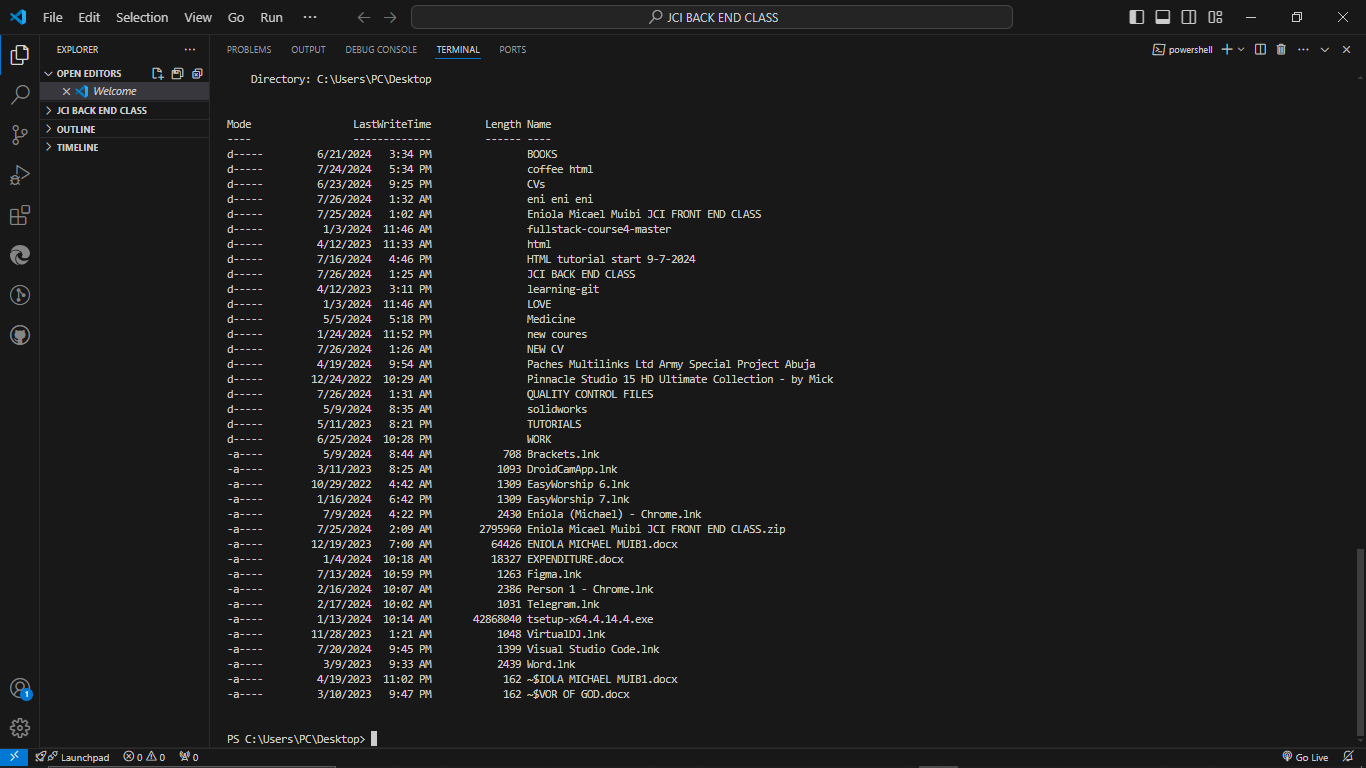 File Edit Selection View Go Run ··· JCI BACK END CLASS
EXPLORER ···
OPEN EDITORS
Welcome
JCI BACK END CLASS
OUTLINE
TIMELINE
PROBLEMS OUTPUT DEBUG CONSOLE TERMINAL PORTS powershell
Directory: C:\Users\PC\Desktop
Mode LastWriteTime Length Name
---- ------------- ------ ----
d----- 6/21/2024 3:34 PM BOOKS
d----- 7/24/2024 5:34 PM coffee html
d----- 6/23/2024 9:25 PM CVs
d----- 7/26/2024 1:32 AM eni eni eni
d----- 7/25/2024 1:02 AM Eniola Micael Muibi JCI FRONT END CLASS
d----- 1/3/2024 11:46 AM fullstack-course4-master
d----- 4/12/2023 11:33 AM html
d----- 7/16/2024 4:46 PM HTML tutorial start 9-7-2024
d----- 7/26/2024 1:25 AM JCI BACK END CLASS
d----- 4/12/2023 3:11 PM learning-git
d----- 1/3/2024 11:46 AM LOVE
d----- 5/5/2024 5:18 PM Medicine
d----- 1/24/2024 11:52 PM new coures
d----- 7/26/2024 1:26 AM NEW CV
d----- 4/19/2024 9:54 AM Paches Multilinks Ltd Army Special Project Abuja
d----- 12/24/2022 10:29 AM Pinnacle Studio 15 HD Ultimate Collection - by Mick
d----- 7/26/2024 1:31 AM QUALITY CONTROL FILES
d----- 5/9/2024 8:35 AM solidworks
d----- 5/11/2023 8:21 PM TUTORIALS
d----- 6/25/2024 10:28 PM WORK
-a---- 5/9/2024 8:44 AM 708 Brackets.lnk
-a---- 3/11/2023 8:25 AM 1093 DroidCamApp.lnk
-a---- 10/29/2022 4:42 AM 1309 EasyWorship 6.lnk
-a---- 1/16/2024 6:42 PM 1309 EasyWorship 7.lnk
-a---- 7/9/2024 4:22 PM 2430 Eniola (Michael) - Chrome.lnk
-a---- 7/25/2024 2:09 AM 2795960 Eniola Micael Muibi JCI FRONT END CLASS.zip
-a---- 12/19/2023 7:00 AM 64426 ENIOLA MICHAEL MUIB1.docx
-a---- 1/4/2024 10:18 AM 18327 EXPENDITURE.docx
-a---- 7/13/2024 10:59 PM 1263 Figma.lnk
-a---- 2/16/2024 10:07 AM 2386 Person 1 - Chrome.lnk
-a---- 2/17/2024 10:02 AM 1031 Telegram.lnk
-a---- 1/13/2024 10:14 AM 42868040 tsetup-x64.4.14.4.exe
-a---- 11/28/2023 1:21 AM 1048 VirtualDJ.lnk
-a---- 7/20/2024 9:45 PM 1399 Visual Studio Code.lnk
-a---- 3/9/2023 9:33 AM 2439 Word.lnk
-a---- 4/19/2023 11:02 PM 162 ~$IOLA MICHAEL MUIB1.docx
-a---- 3/10/2023 9:47 PM 162 ~$VOR OF GOD.docx
PS C:\Users\PC\Desktop>
1
Launchpad 0 0 0 Go Live